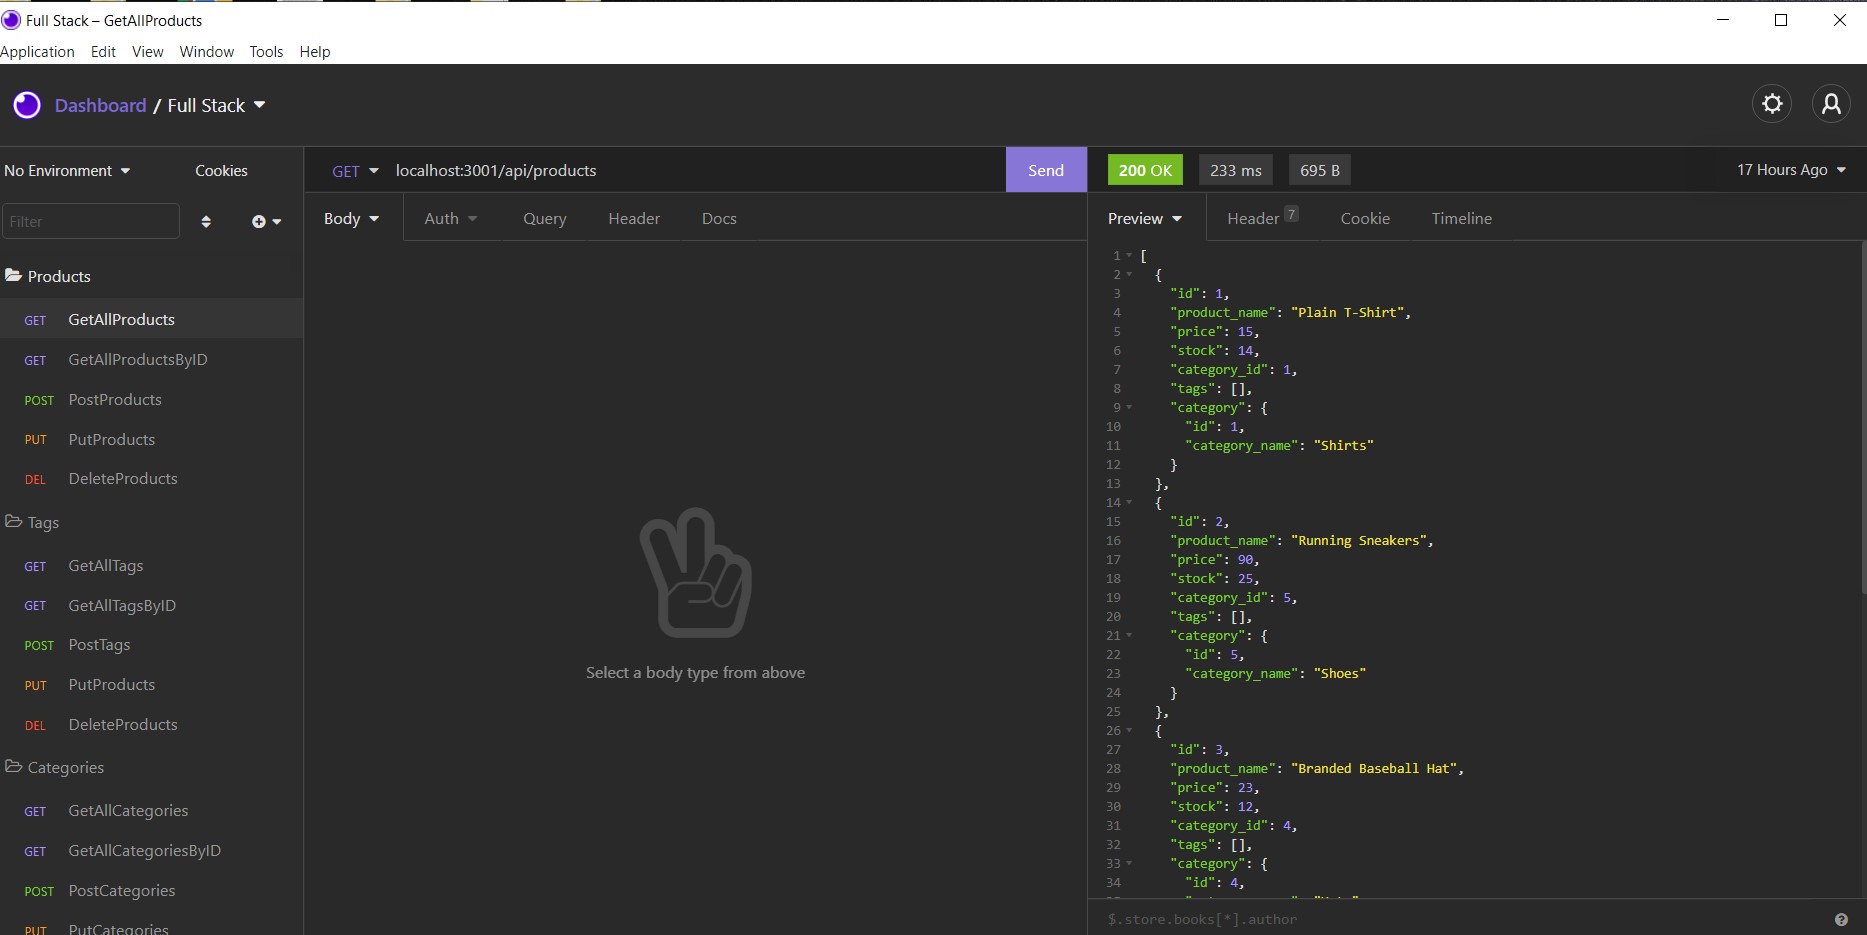 Full Stack – GetAllProducts
Application Edit View Window Tools Help
Dashboard / Full Stack
No Environment Cookies
Filter
Products
GET GetAllProducts
GET GetAllProductsByID
POST PostProducts
PUT PutProducts
DEL DeleteProducts
Tags
GET GetAllTags
GET GetAllTagsByID
POST PostTags
PUT PutProducts
DEL DeleteProducts
Categories
GET GetAllCategories
GET GetAllCategoriesByID
POST PostCategories
PUT PutCategories
GET localhost:3001/api/products Send
Body Auth Query Header Docs
Select a body type from above
200 OK 233 ms 695 B 17 Hours Ago
Preview Header 7 Cookie Timeline
1 [
2 {
3 "id": 1,
4 "product_name": "Plain T-Shirt",
5 "price": 15,
6 "stock": 14,
7 "category_id": 1,
8 "tags": [],
9 "category": {
10 "id": 1,
11 "category_name": "Shirts"
12 }
13 },
14 {
15 "id": 2,
16 "product_name": "Running Sneakers",
17 "price": 90,
18 "stock": 25,
19 "category_id": 5,
20 "tags": [],
21 "category": {
22 "id": 5,
23 "category_name": "Shoes"
24 }
25 },
26 {
27 "id": 3,
28 "product_name": "Branded Baseball Hat",
29 "price": 23,
30 "stock": 12,
31 "category_id": 4,
32 "tags": [],
33 "category": {
34 "id": 4,
$.store.books[*].author